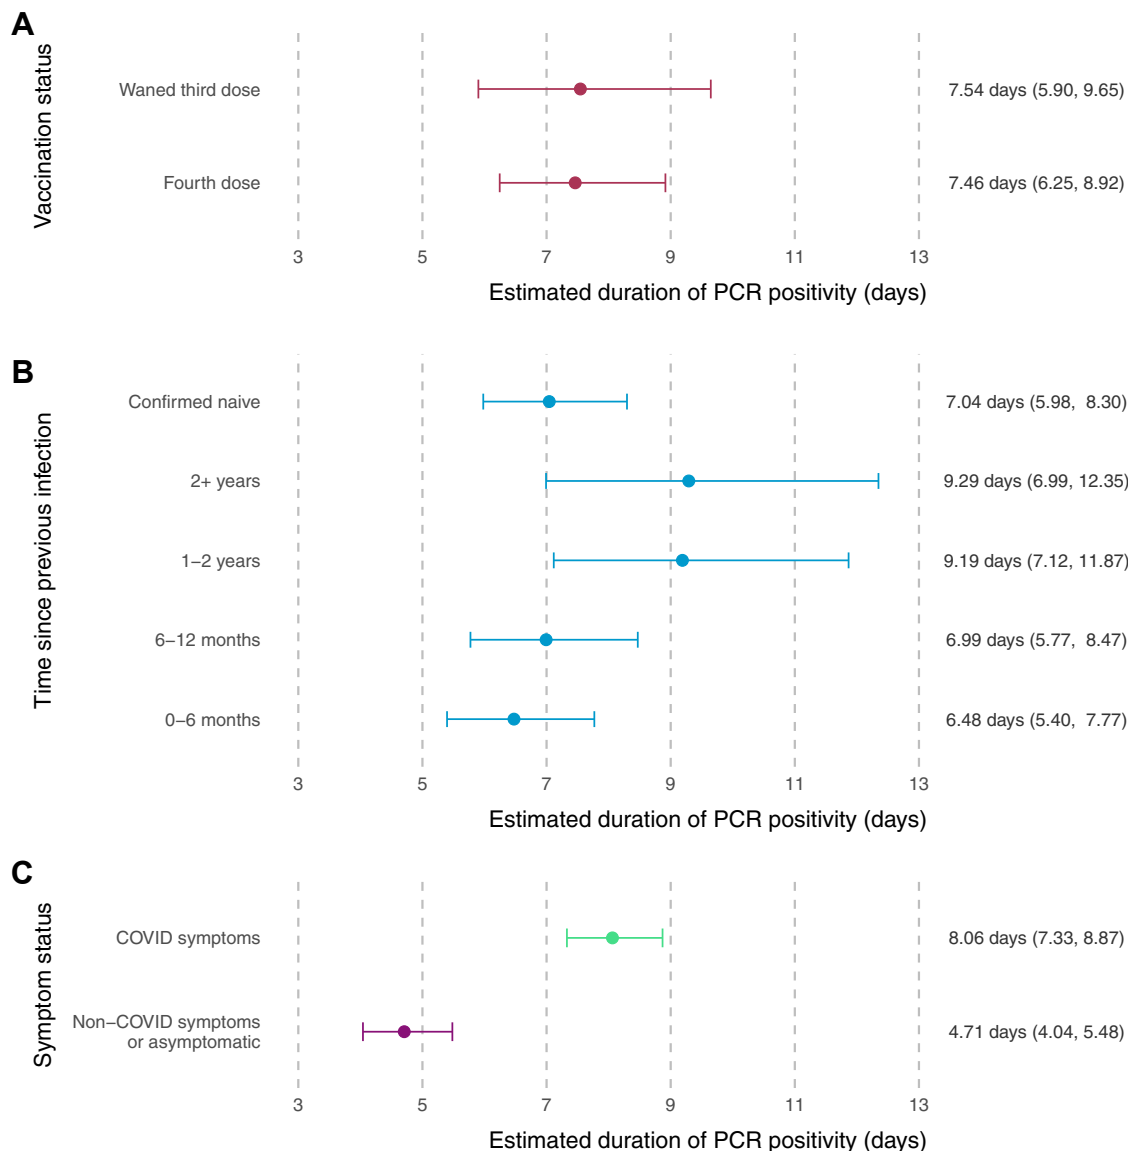 A
Vaccination status
Waned third dose
7.54 days (5.90, 9.65)
Fourth dose
7.46 days (6.25, 8.92)
3 5 7 9 11 13
Estimated duration of PCR positivity (days)
B
Time since previous infection
Confirmed naive
7.04 days (5.98, 8.30)
2+ years
9.29 days (6.99, 12.35)
1–2 years
9.19 days (7.12, 11.87)
6–12 months
6.99 days (5.77, 8.47)
0–6 months
6.48 days (5.40, 7.77)
3 5 7 9 11 13
Estimated duration of PCR positivity (days)
C
Symptom status
COVID symptoms
8.06 days (7.33, 8.87)
Non–COVID symptoms
or asymptomatic
4.71 days (4.04, 5.48)
3 5 7 9 11 13
Estimated duration of PCR positivity (days)